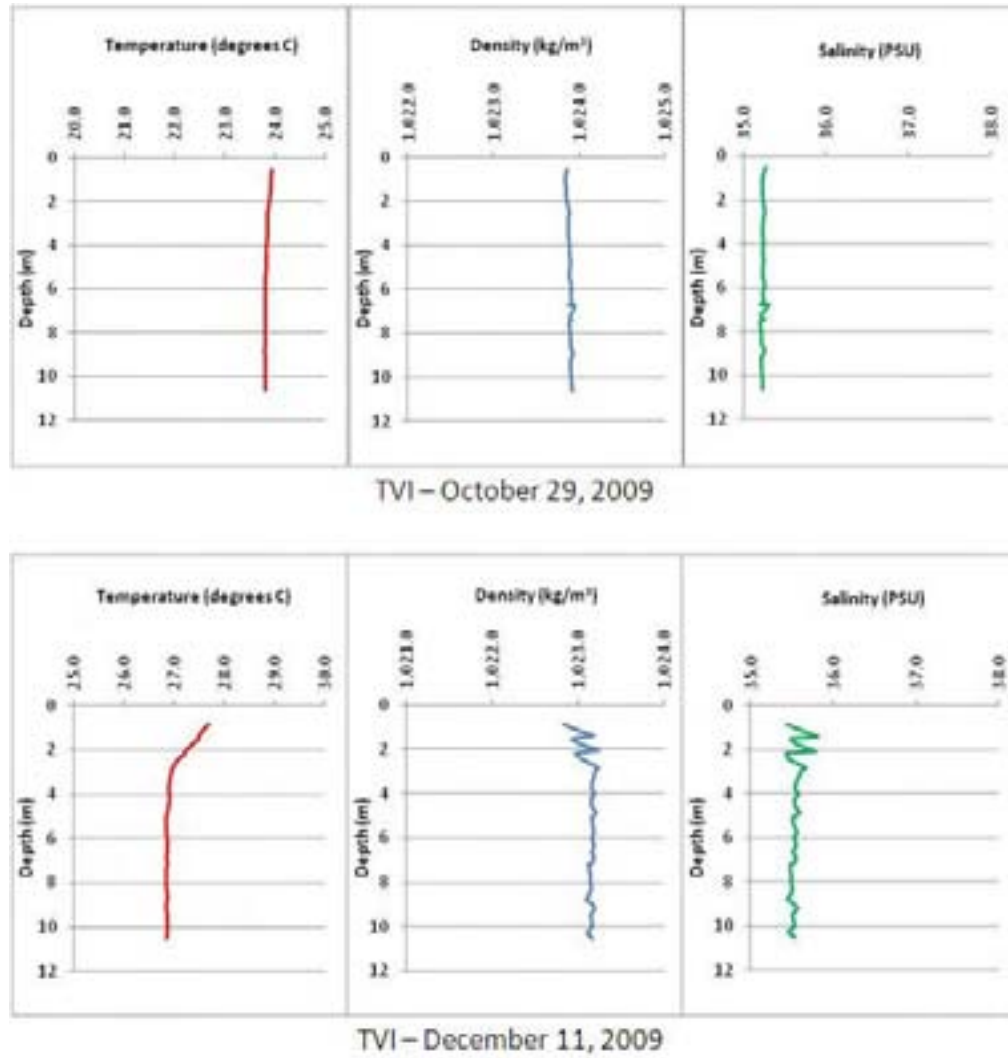 Temperature (degrees C)
20.0 21.0 22.0 23.0 24.0 25.0
Depth (m)
0
2
4
6
8
10
12
Density (kg/m³)
1,022.0 1,023.0 1,024.0 1,025.0
Depth (m)
0
2
4
6
8
10
12
Salinity (PSU)
35.0 36.0 37.0 38.0
Depth (m)
0
2
4
6
8
10
12
TVI – October 29, 2009
Temperature (degrees C)
25.0 26.0 27.0 28.0 29.0 30.0
Depth (m)
0
2
4
6
8
10
12
Density (kg/m³)
1,021.0 1,022.0 1,023.0 1,024.0
Depth (m)
0
2
4
6
8
10
12
Salinity (PSU)
35.0 36.0 37.0 38.0
Depth (m)
0
2
4
6
8
10
12
TVI – December 11, 2009